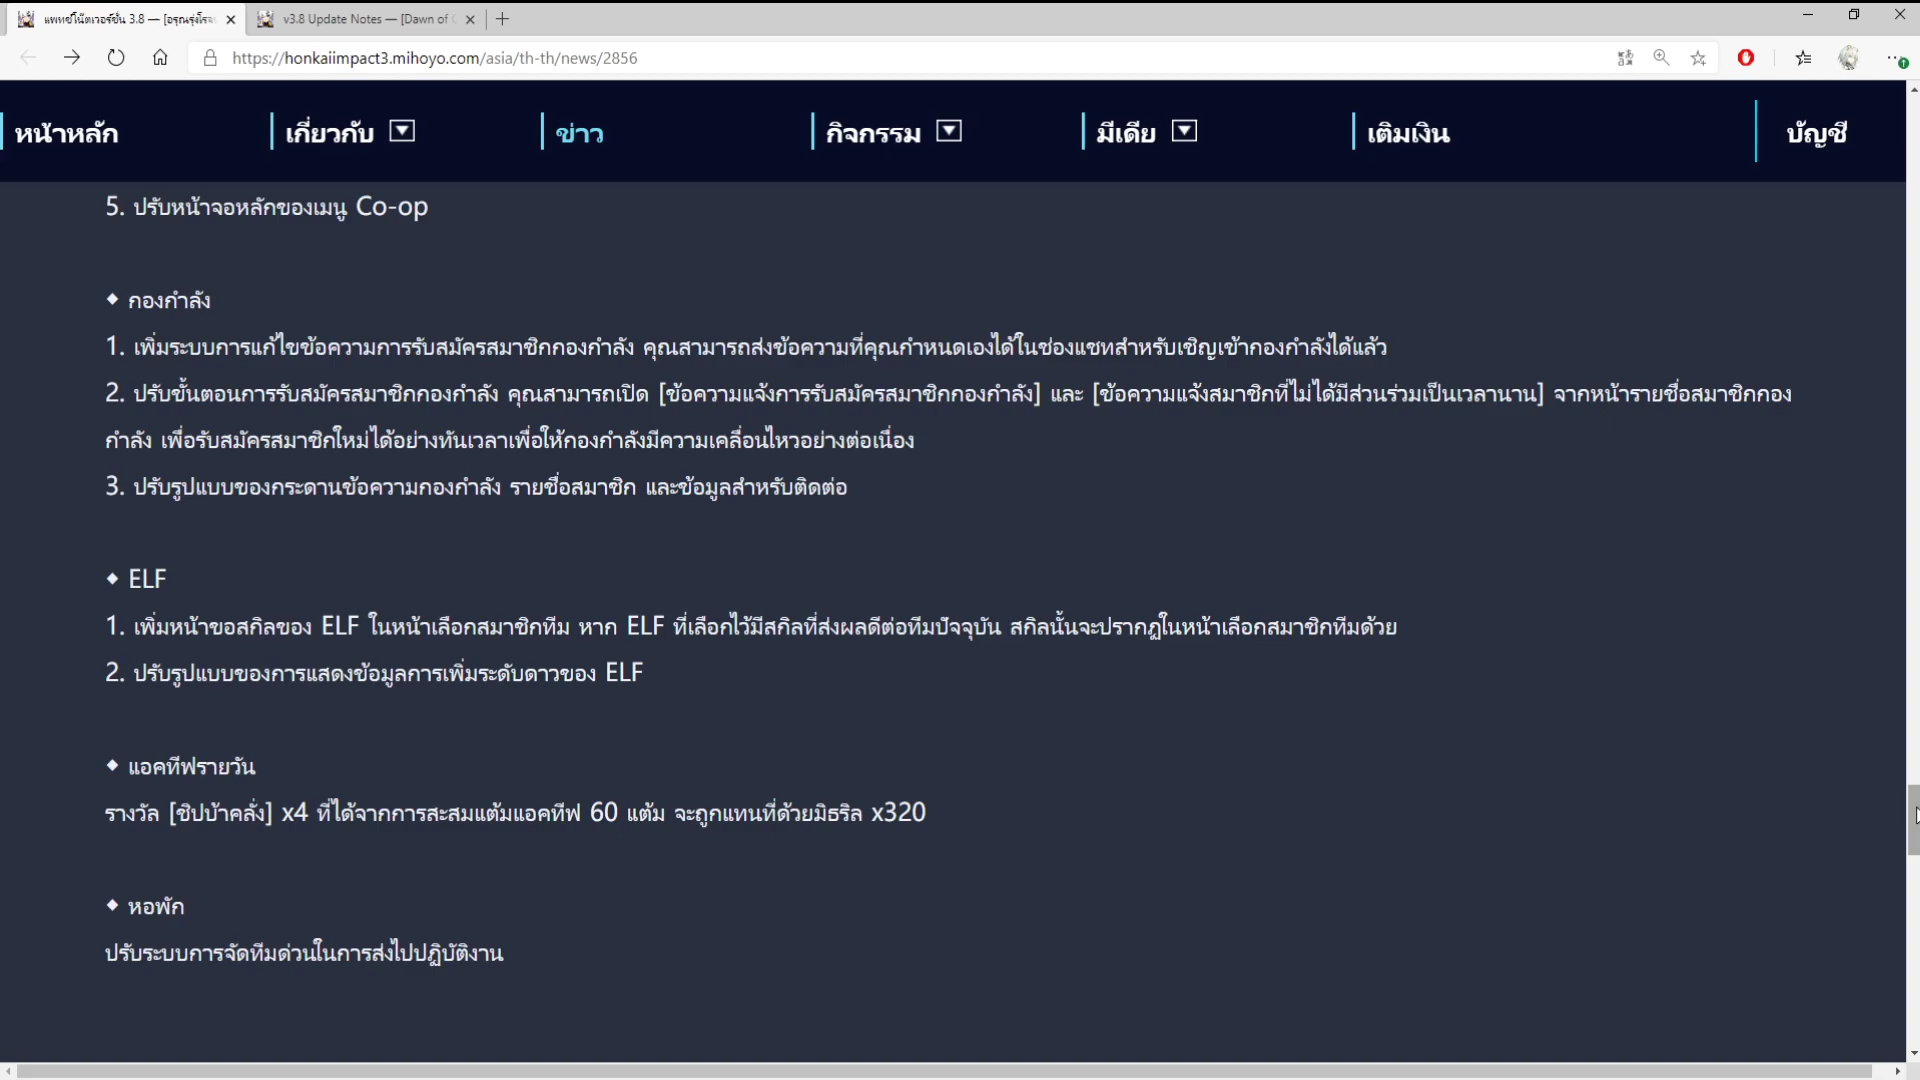 แพทช์โน๊ตเวอร์ชั่น 3.8 — [อรุณรุ่งโรจ
v3.8 Update Notes — [Dawn of
https://honkaiimpact3.mihoyo.com/asia/th-th/news/2856
หน้าหลัก
เกี่ยวกับ
ข่าว
กิจกรรม
มีเดีย
เติมเงิน
บัญชี
5. ปรับหน้าจอหลักของเมนู Co-op
◆ กองกำลัง
1. เพิ่มระบบการแก้ไขข้อความการรับสมัครสมาชิกกองกำลัง คุณสามารถส่งข้อความที่คุณกำหนดเองได้ในช่องแชทสำหรับเชิญเข้ากองกำลังได้แล้ว
2. ปรับขั้นตอนการรับสมัครสมาชิกกองกำลัง คุณสามารถเปิด [ข้อความแจ้งการรับสมัครสมาชิกกองกำลัง] และ [ข้อความแจ้งสมาชิกที่ไม่ได้มีส่วนร่วมเป็นเวลานาน] จากหน้ารายชื่อสมาชิกกอง
กำลัง เพื่อรับสมัครสมาชิกใหม่ได้อย่างทันเวลาเพื่อให้กองกำลังมีความเคลื่อนไหวอย่างต่อเนื่อง
3. ปรับรูปแบบของกระดานข้อความกองกำลัง รายชื่อสมาชิก และข้อมูลสำหรับติดต่อ
◆ ELF
1. เพิ่มหน้าขอสกิลของ ELF ในหน้าเลือกสมาชิกทีม หาก ELF ที่เลือกไว้มีสกิลที่ส่งผลดีต่อทีมปัจจุบัน สกิลนั้นจะปรากฏในหน้าเลือกสมาชิกทีมด้วย
2. ปรับรูปแบบของการแสดงข้อมูลการเพิ่มระดับดาวของ ELF
◆ แอคทีฟรายวัน
รางวัล [ชิปบ้าคลั่ง] x4 ที่ได้จากการสะสมแต้มแอคทีฟ 60 แต้ม จะถูกแทนที่ด้วยมิธริล x320
◆ หอพัก
ปรับระบบการจัดทีมด่วนในการส่งไปปฏิบัติงาน